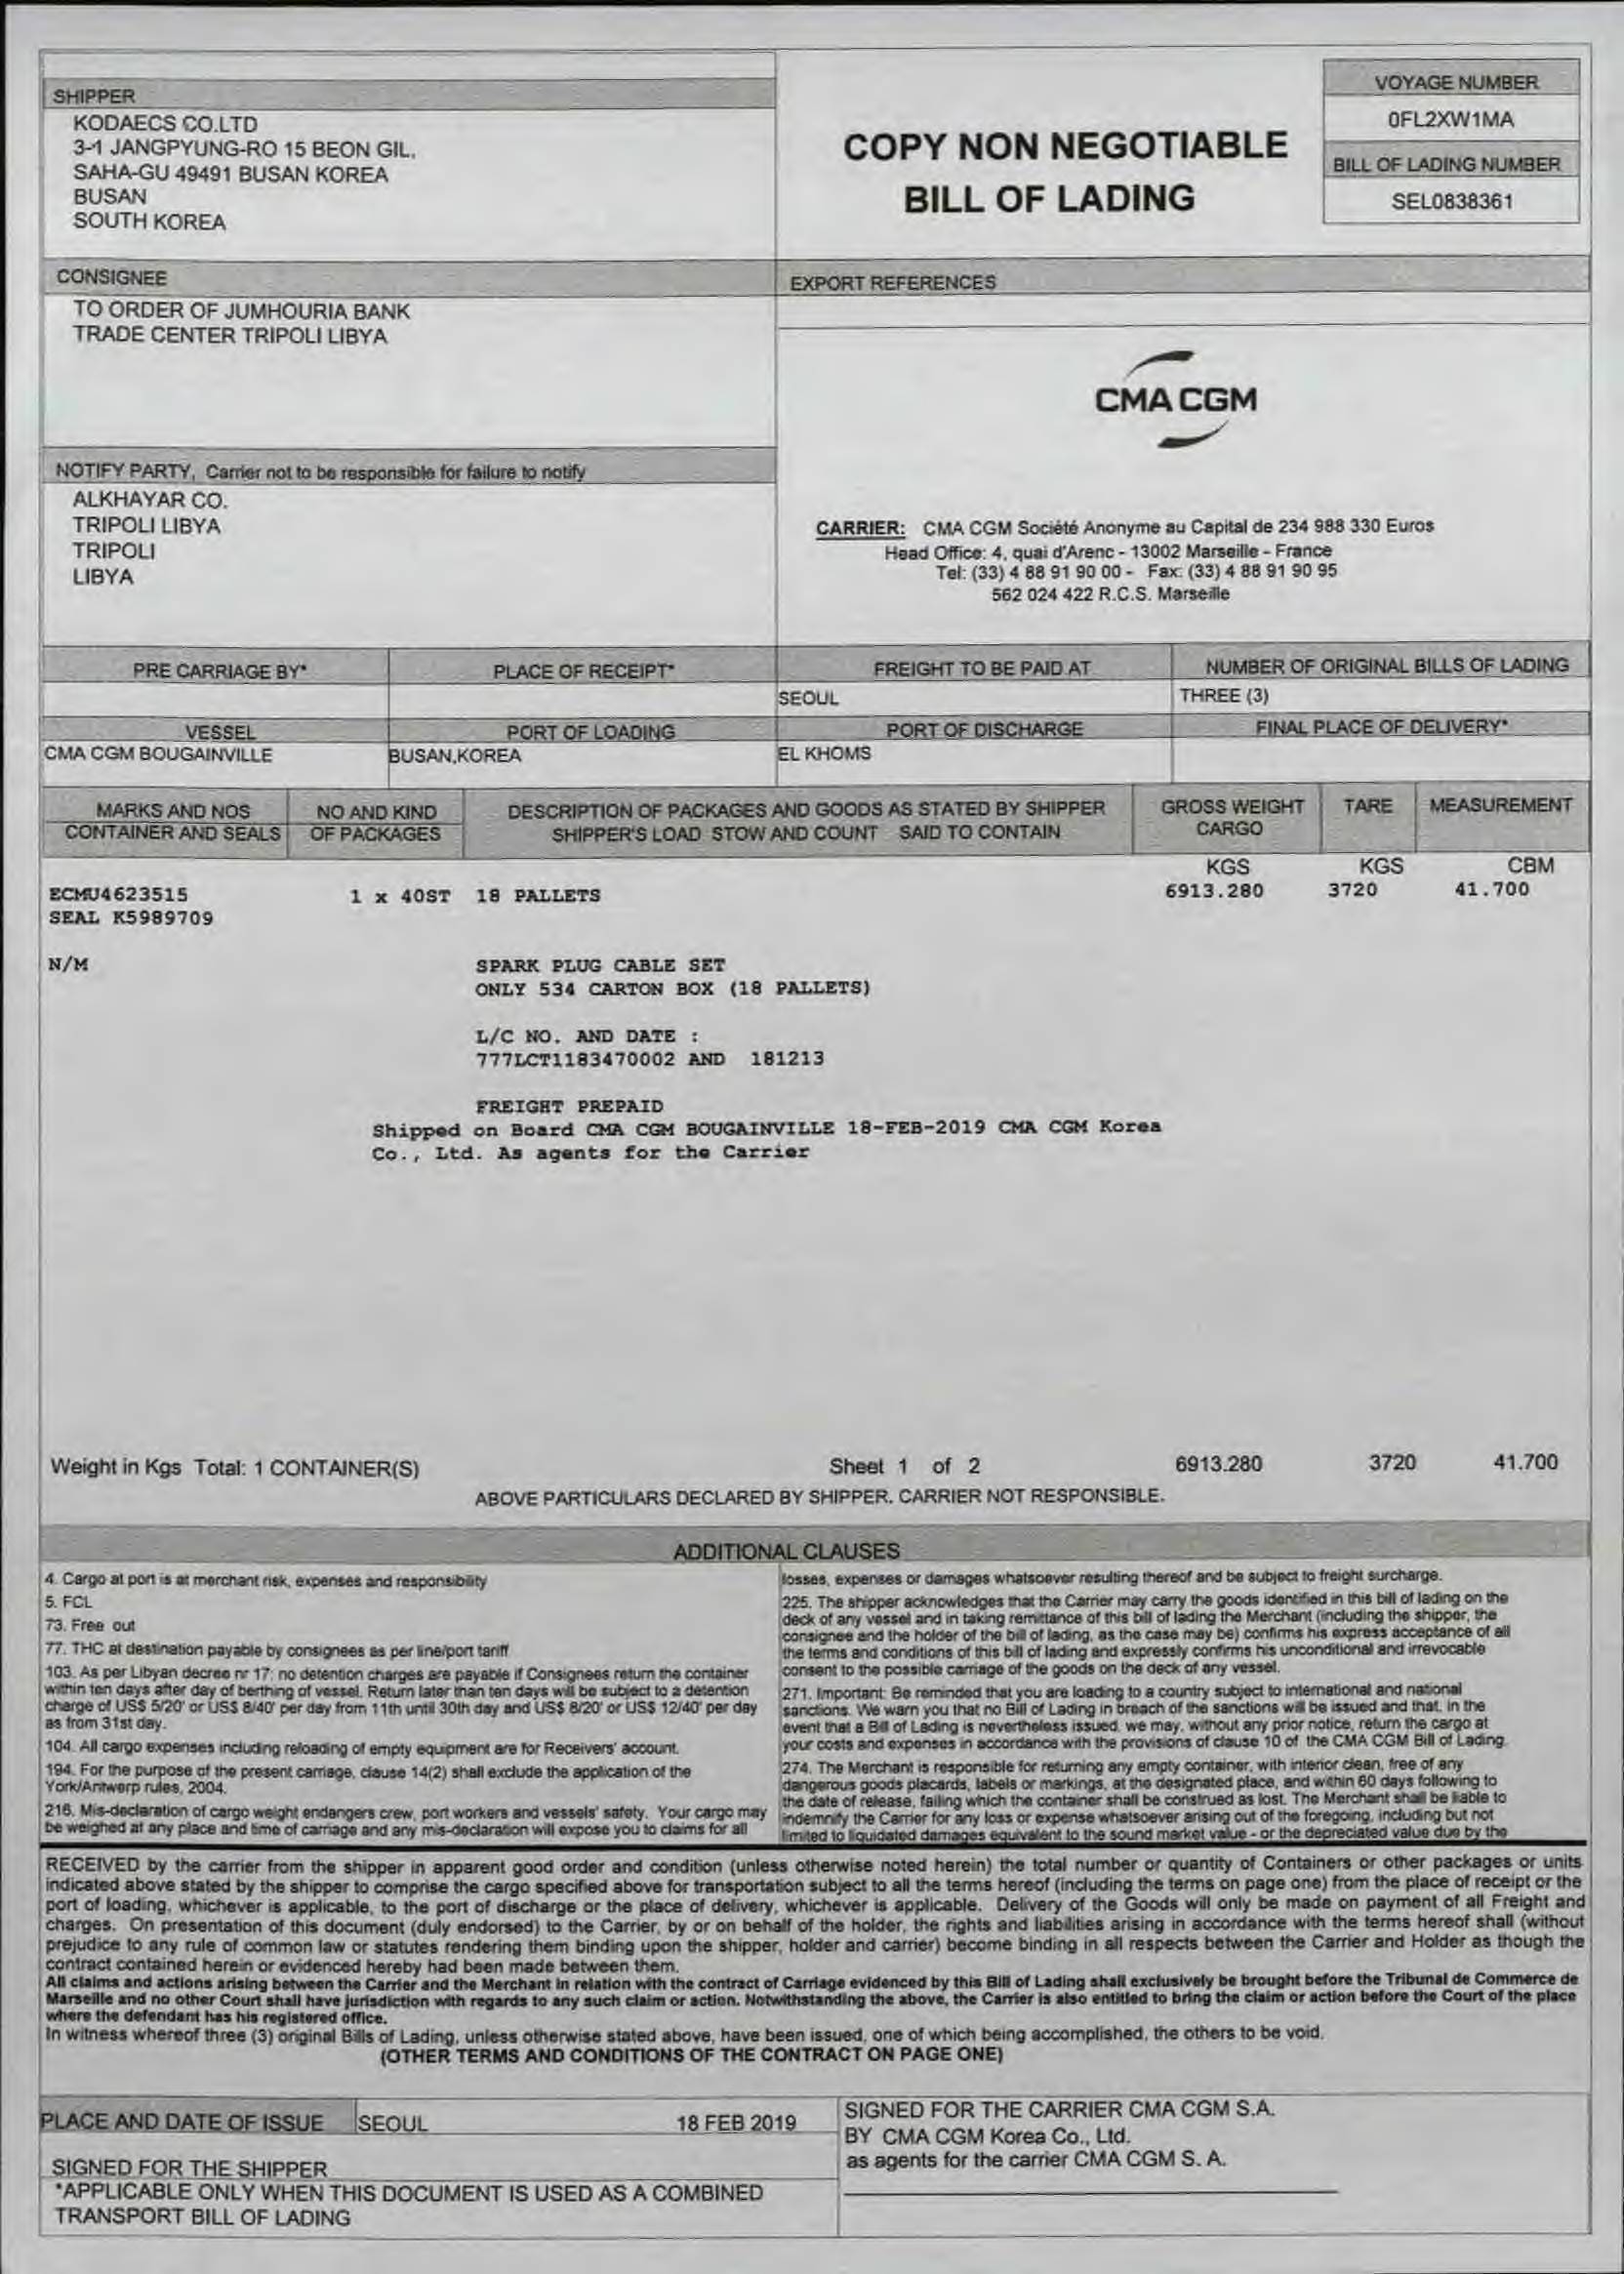 SHIPPER
KODAECS CO.LTD
3-1 JANGPYUNG-RO 15 BEON GIL,
SAHA-GU 49491 BUSAN KOREA
BUSAN
SOUTH KOREA
COPY NON NEGOTIABLE
BILL OF LADING
VOYAGE NUMBER
0FL2XW1MA
BILL OF LADING NUMBER
SEL0838361
CONSIGNEE
TO ORDER OF JUMHOURIA BANK
TRADE CENTER TRIPOLI LIBYA
EXPORT REFERENCES
CMA CGM
NOTIFY PARTY, Carrier not to be responsible for failure to notify
ALKHAYAR CO.
TRIPOLI LIBYA
TRIPOLI
LIBYA
CARRIER: CMA CGM Société Anonyme au Capital de 234 988 330 Euros
Head Office: 4, quai d'Arenc - 13002 Marseille - France
Tel: (33) 4 88 91 90 00 - Fax: (33) 4 88 91 90 95
562 024 422 R.C.S. Marseille
PRE CARRIAGE BY* PLACE OF RECEIPT* FREIGHT TO BE PAID AT NUMBER OF ORIGINAL BILLS OF LADING
SEOUL THREE (3)
VESSEL PORT OF LOADING PORT OF DISCHARGE FINAL PLACE OF DELIVERY*
CMA CGM BOUGAINVILLE BUSAN,KOREA EL KHOMS
MARKS AND NOS NO AND KIND DESCRIPTION OF PACKAGES AND GOODS AS STATED BY SHIPPER GROSS WEIGHT TARE MEASUREMENT
CONTAINER AND SEALS OF PACKAGES SHIPPER'S LOAD STOW AND COUNT SAID TO CONTAIN CARGO
KGS KGS CBM
ECMU4623515 1 x 40ST 18 PALLETS 6913.280 3720 41.700
SEAL K5989709
N/M SPARK PLUG CABLE SET
ONLY 534 CARTON BOX (18 PALLETS)
L/C NO. AND DATE :
777LCT1183470002 AND 181213
FREIGHT PREPAID
Shipped on Board CMA CGM BOUGAINVILLE 18-FEB-2019 CMA CGM Korea
Co., Ltd. As agents for the Carrier
Weight in Kgs Total: 1 CONTAINER(S) Sheet 1 of 2 6913.280 3720 41.700
ABOVE PARTICULARS DECLARED BY SHIPPER. CARRIER NOT RESPONSIBLE.
ADDITIONAL CLAUSES
4. Cargo at port is at merchant risk, expenses and responsibility
5. FCL
73. Free out
77. THC at destination payable by consignees as per line/port tariff
103. As per Libyan decree nr 17: no detention charges are payable if Consignees return the container
within ten days after day of berthing of vessel. Return later than ten days will be subject to a detention
charge of US$ 5/20' or US$ 8/40' per day from 11th until 30th day and US$ 8/20' or US$ 12/40' per day
as from 31st day.
104. All cargo expenses including reloading of empty equipment are for Receivers' account.
194. For the purpose of the present carriage, clause 14(2) shall exclude the application of the
York/Antwerp rules, 2004.
216. Mis-declaration of cargo weight endangers crew, port workers and vessels' safety. Your cargo may
be weighed at any place and time of carriage and any mis-declaration will expose you to claims for all
losses, expenses or damages whatsoever resulting thereof and be subject to freight surcharge.
225. The shipper acknowledges that the Carrier may carry the goods identified in this bill of lading on the
deck of any vessel and in taking remittance of this bill of lading the Merchant (including the shipper, the
consignee and the holder of the bill of lading, as the case may be) confirms his express acceptance of all
the terms and conditions of this bill of lading and expressly confirms his unconditional and irrevocable
consent to the possible carriage of the goods on the deck of any vessel.
271. Important: Be reminded that you are loading to a country subject to international and national
sanctions. We warn you that no Bill of Lading in breach of the sanctions will be issued and that, in the
event that a Bill of Lading is nevertheless issued, we may, without any prior notice, return the cargo at
your costs and expenses in accordance with the provisions of clause 10 of the CMA CGM Bill of Lading.
274. The Merchant is responsible for returning any empty container, with interior clean, free of any
dangerous goods placards, labels or markings, at the designated place, and within 60 days following to
the date of release, failing which the container shall be construed as lost. The Merchant shall be liable to
indemnify the Carrier for any loss or expense whatsoever arising out of the foregoing, including but not
limited to liquidated damages equivalent to the sound market value - or the depreciated value due by the
RECEIVED by the carrier from the shipper in apparent good order and condition (unless otherwise noted herein) the total number or quantity of Containers or other packages or units
indicated above stated by the shipper to comprise the cargo specified above for transportation subject to all the terms hereof (including the terms on page one) from the place of receipt or the
port of loading, whichever is applicable, to the port of discharge or the place of delivery, whichever is applicable. Delivery of the Goods will only be made on payment of all Freight and
charges. On presentation of this document (duly endorsed) to the Carrier, by or on behalf of the holder, the rights and liabilities arising in accordance with the terms hereof shall (without
prejudice to any rule of common law or statutes rendering them binding upon the shipper, holder and carrier) become binding in all respects between the Carrier and Holder as though the
contract contained herein or evidenced hereby had been made between them.
All claims and actions arising between the Carrier and the Merchant in relation with the contract of Carriage evidenced by this Bill of Lading shall exclusively be brought before the Tribunal de Commerce de
Marseille and no other Court shall have jurisdiction with regards to any such claim or action. Notwithstanding the above, the Carrier is also entitled to bring the claim or action before the Court of the place
where the defendant has his registered office.
In witness whereof three (3) original Bills of Lading, unless otherwise stated above, have been issued, one of which being accomplished, the others to be void.
(OTHER TERMS AND CONDITIONS OF THE CONTRACT ON PAGE ONE)
PLACE AND DATE OF ISSUE SEOUL 18 FEB 2019
SIGNED FOR THE SHIPPER
*APPLICABLE ONLY WHEN THIS DOCUMENT IS USED AS A COMBINED
TRANSPORT BILL OF LADING
SIGNED FOR THE CARRIER CMA CGM S.A.
BY CMA CGM Korea Co., Ltd.
as agents for the carrier CMA CGM S. A.